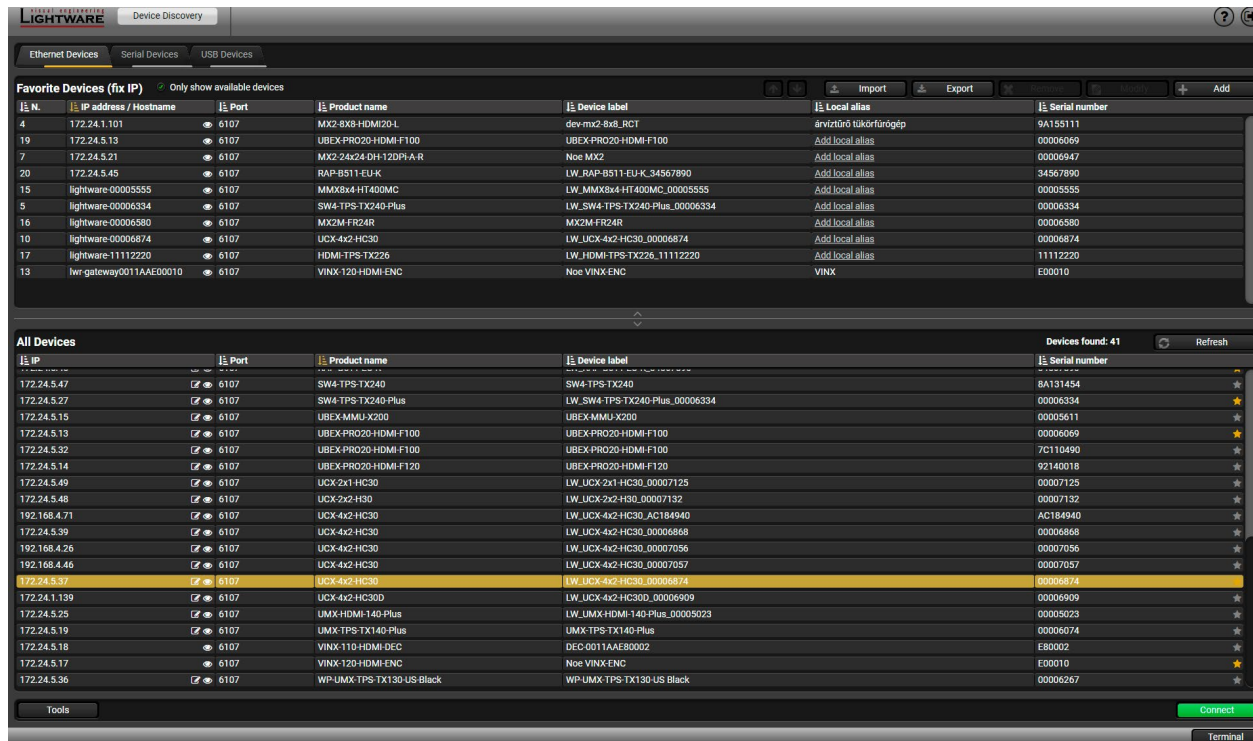 visual engineering
LIGHTWARE Device Discovery ?
Ethernet Devices Serial Devices USB Devices
Favorite Devices (fix IP) Only show available devices Import Export Remove Modify Add
N. IP address / Hostname Port Product name Device label Local alias Serial number
4 172.24.1.101 6107 MX2-8X8-HDMI20-L dev-mx2-8x8_RCT árvíztűrő tükörfúrógép 9A155111
19 172.24.5.13 6107 UBEX-PRO20-HDMI-F100 UBEX-PRO20-HDMI-F100 Add local alias 00006069
7 172.24.5.21 6107 MX2-24x24-DH-12DPi-A-R Noe MX2 Add local alias 00006947
20 172.24.5.45 6107 RAP-B511-EU-K LW_RAP-B511-EU-K_34567890 Add local alias 34567890
15 lightware-00005555 6107 MMX8x4-HT400MC LW_MMX8x4-HT400MC_00005555 Add local alias 00005555
5 lightware-00006334 6107 SW4-TPS-TX240-Plus LW_SW4-TPS-TX240-Plus_00006334 Add local alias 00006334
16 lightware-00006580 6107 MX2M-FR24R MX2M-FR24R Add local alias 00006580
10 lightware-00006874 6107 UCX-4x2-HC30 LW_UCX-4x2-HC30_00006874 Add local alias 00006874
17 lightware-11112220 6107 HDMI-TPS-TX226 LW_HDMI-TPS-TX226_11112220 Add local alias 11112220
13 lwr-gateway0011AAE00010 6107 VINX-120-HDMI-ENC Noe VINX-ENC VINX E00010
All Devices Devices found: 41 Refresh
IP Port Product name Device label Serial number
172.24.5.47 6107 SW4-TPS-TX240 SW4-TPS-TX240 8A131454
172.24.5.27 6107 SW4-TPS-TX240-Plus LW_SW4-TPS-TX240-Plus_00006334 00006334
172.24.5.15 6107 UBEX-MMU-X200 UBEX-MMU-X200 00005611
172.24.5.13 6107 UBEX-PRO20-HDMI-F100 UBEX-PRO20-HDMI-F100 00006069
172.24.5.32 6107 UBEX-PRO20-HDMI-F100 UBEX-PRO20-HDMI-F100 7C110490
172.24.5.14 6107 UBEX-PRO20-HDMI-F120 UBEX-PRO20-HDMI-F120 92140018
172.24.5.49 6107 UCX-2x1-HC30 LW_UCX-2x1-HC30_00007125 00007125
172.24.5.48 6107 UCX-2x2-H30 LW_UCX-2x2-H30_00007132 00007132
192.168.4.71 6107 UCX-4x2-HC30 LW_UCX-4x2-HC30_AC184940 AC184940
172.24.5.39 6107 UCX-4x2-HC30 LW_UCX-4x2-HC30_00006868 00006868
192.168.4.26 6107 UCX-4x2-HC30 LW_UCX-4x2-HC30_00007056 00007056
192.168.4.46 6107 UCX-4x2-HC30 LW_UCX-4x2-HC30_00007057 00007057
172.24.5.37 6107 UCX-4x2-HC30 LW_UCX-4x2-HC30_00006874 00006874
172.24.1.139 6107 UCX-4x2-HC30D LW_UCX-4x2-HC30D_00006909 00006909
172.24.5.25 6107 UMX-HDMI-140-Plus LW_UMX-HDMI-140-Plus_00005023 00005023
172.24.5.19 6107 UMX-TPS-TX140-Plus UMX-TPS-TX140-Plus 00006074
172.24.5.18 6107 VINX-110-HDMI-DEC DEC-0011AAE80002 E80002
172.24.5.17 6107 VINX-120-HDMI-ENC Noe VINX-ENC E00010
172.24.5.36 6107 WP-UMX-TPS-TX130-US-Black WP-UMX-TPS-TX130-US Black 00006267
Tools Connect
Terminal